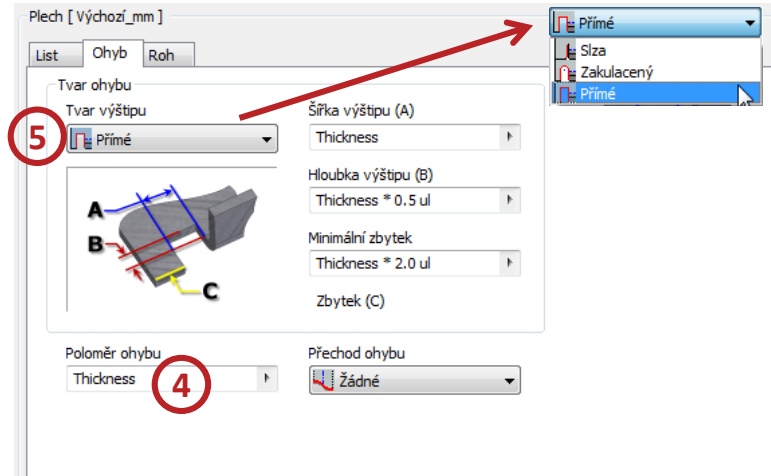 Plech [ Výchozí_mm ]
Přímé
Slza
Zakulacený
Přímé
List Ohyb Roh
Tvar ohybu
Tvar výštipu Šířka výštipu (A)
5 Přímé Thickness
Hloubka výštipu (B)
Thickness * 0.5 ul
A
B
C
Minimální zbytek
Thickness * 2.0 ul
Zbytek (C)
Poloměr ohybu Přechod ohybu
Thickness 4 Žádné